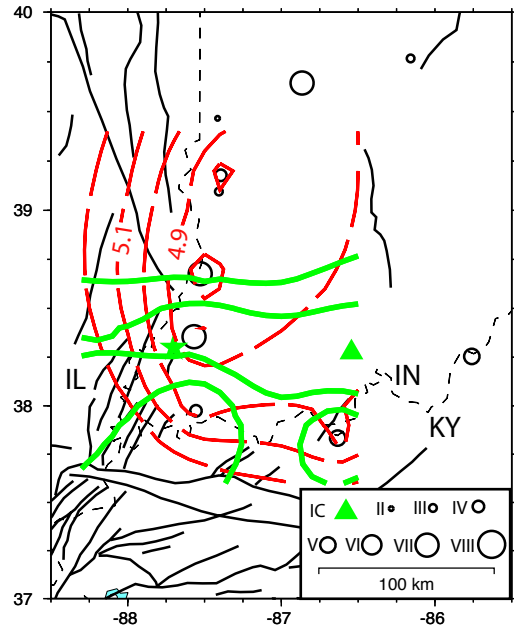 40
39
5.1
4.9
IL
IN
38
KY
IC II III IV
V VI VII VIII
100 km
37
-88 -87 -86